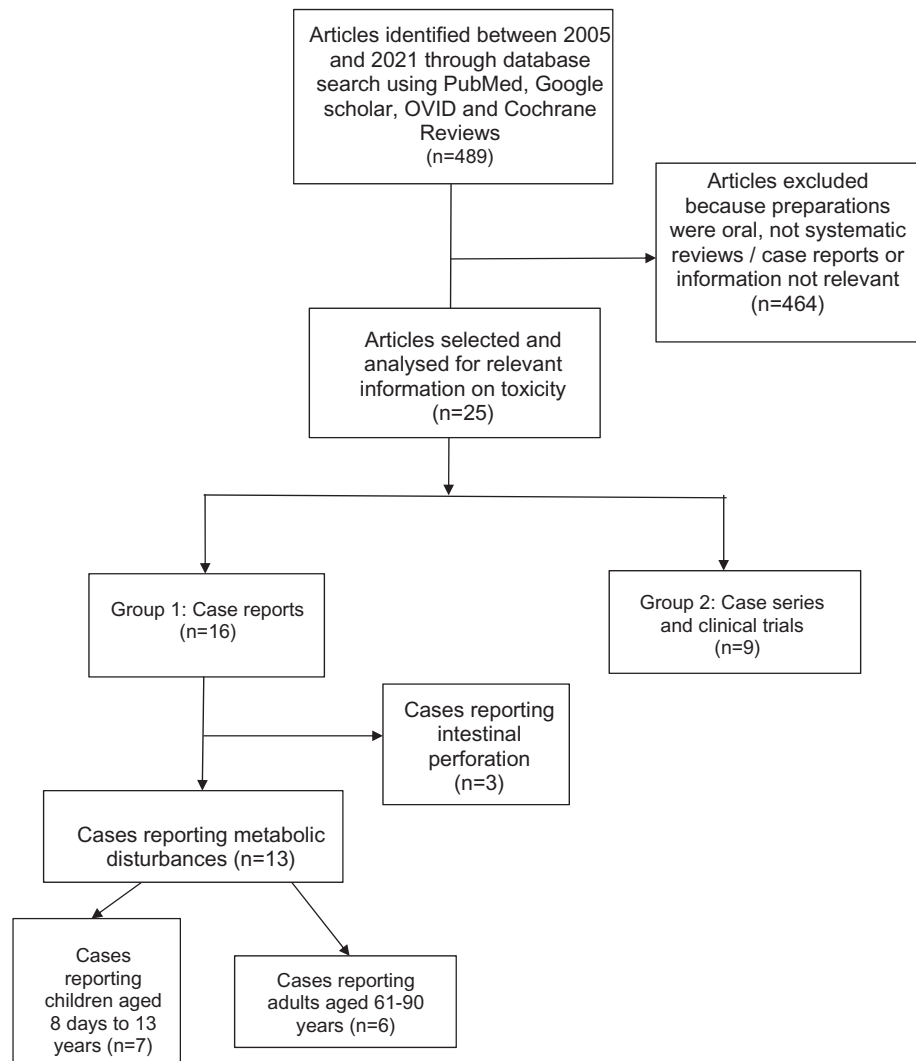 Articles identified between 2005
and 2021 through database
search using PubMed, Google
scholar, OVID and Cochrane
Reviews
(n=489)
Articles excluded
because preparations
were oral, not systematic
reviews / case reports or
information not relevant
(n=464)
Articles selected and
analysed for relevant
information on toxicity
(n=25)
Group 1: Case reports
(n=16)
Group 2: Case series
and clinical trials
(n=9)
Cases reporting
intestinal
perforation
(n=3)
Cases reporting metabolic
disturbances (n=13)
Cases
reporting
children aged
8 days to 13
years (n=7)
Cases reporting
adults aged 61-90
years (n=6)